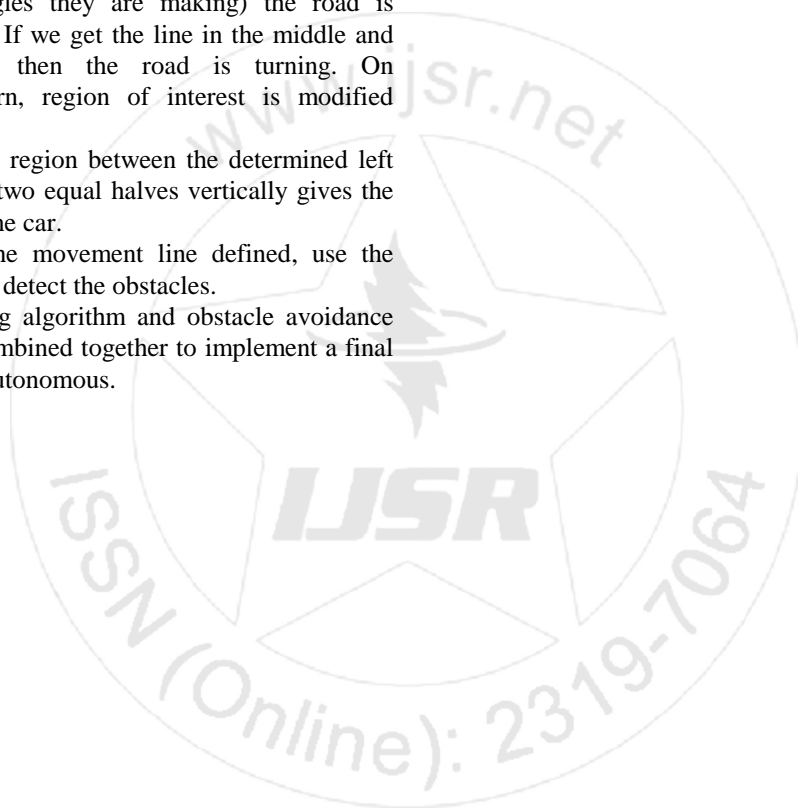 gles they are making) the road is
If we get the line in the middle and
then the road is turning. On
rn, region of interest is modified
region between the determined left
two equal halves vertically gives the
he car.
he movement line defined, use the
detect the obstacles.
g algorithm and obstacle avoidance
mbined together to implement a final
utonomous.
www.ijsr.net
IJSR
ISSN (Online): 2319-7064